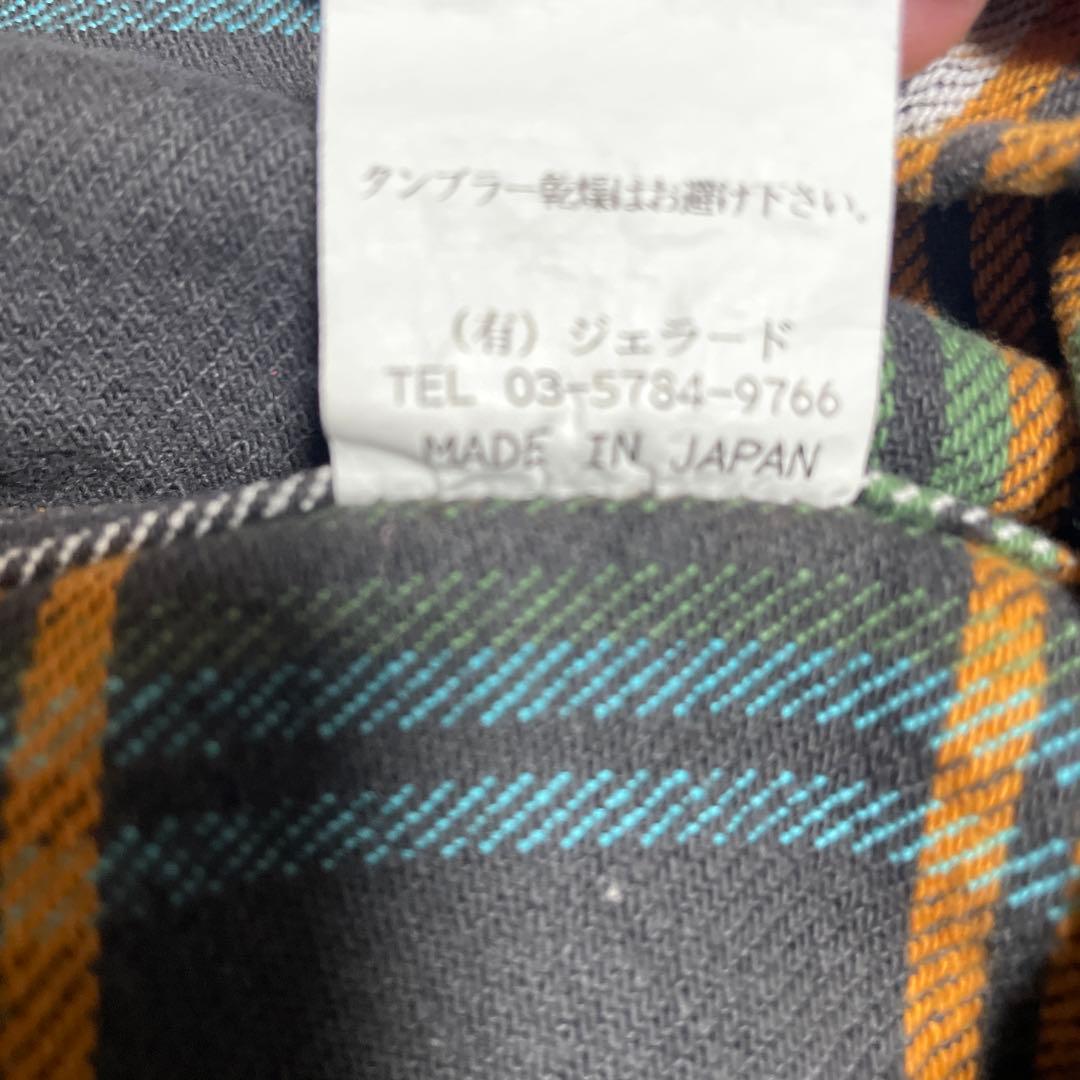 タンブラー乾燥はお避け下さい。
(有) ジェラード
TEL 03-5784-9766
MADE IN JAPAN